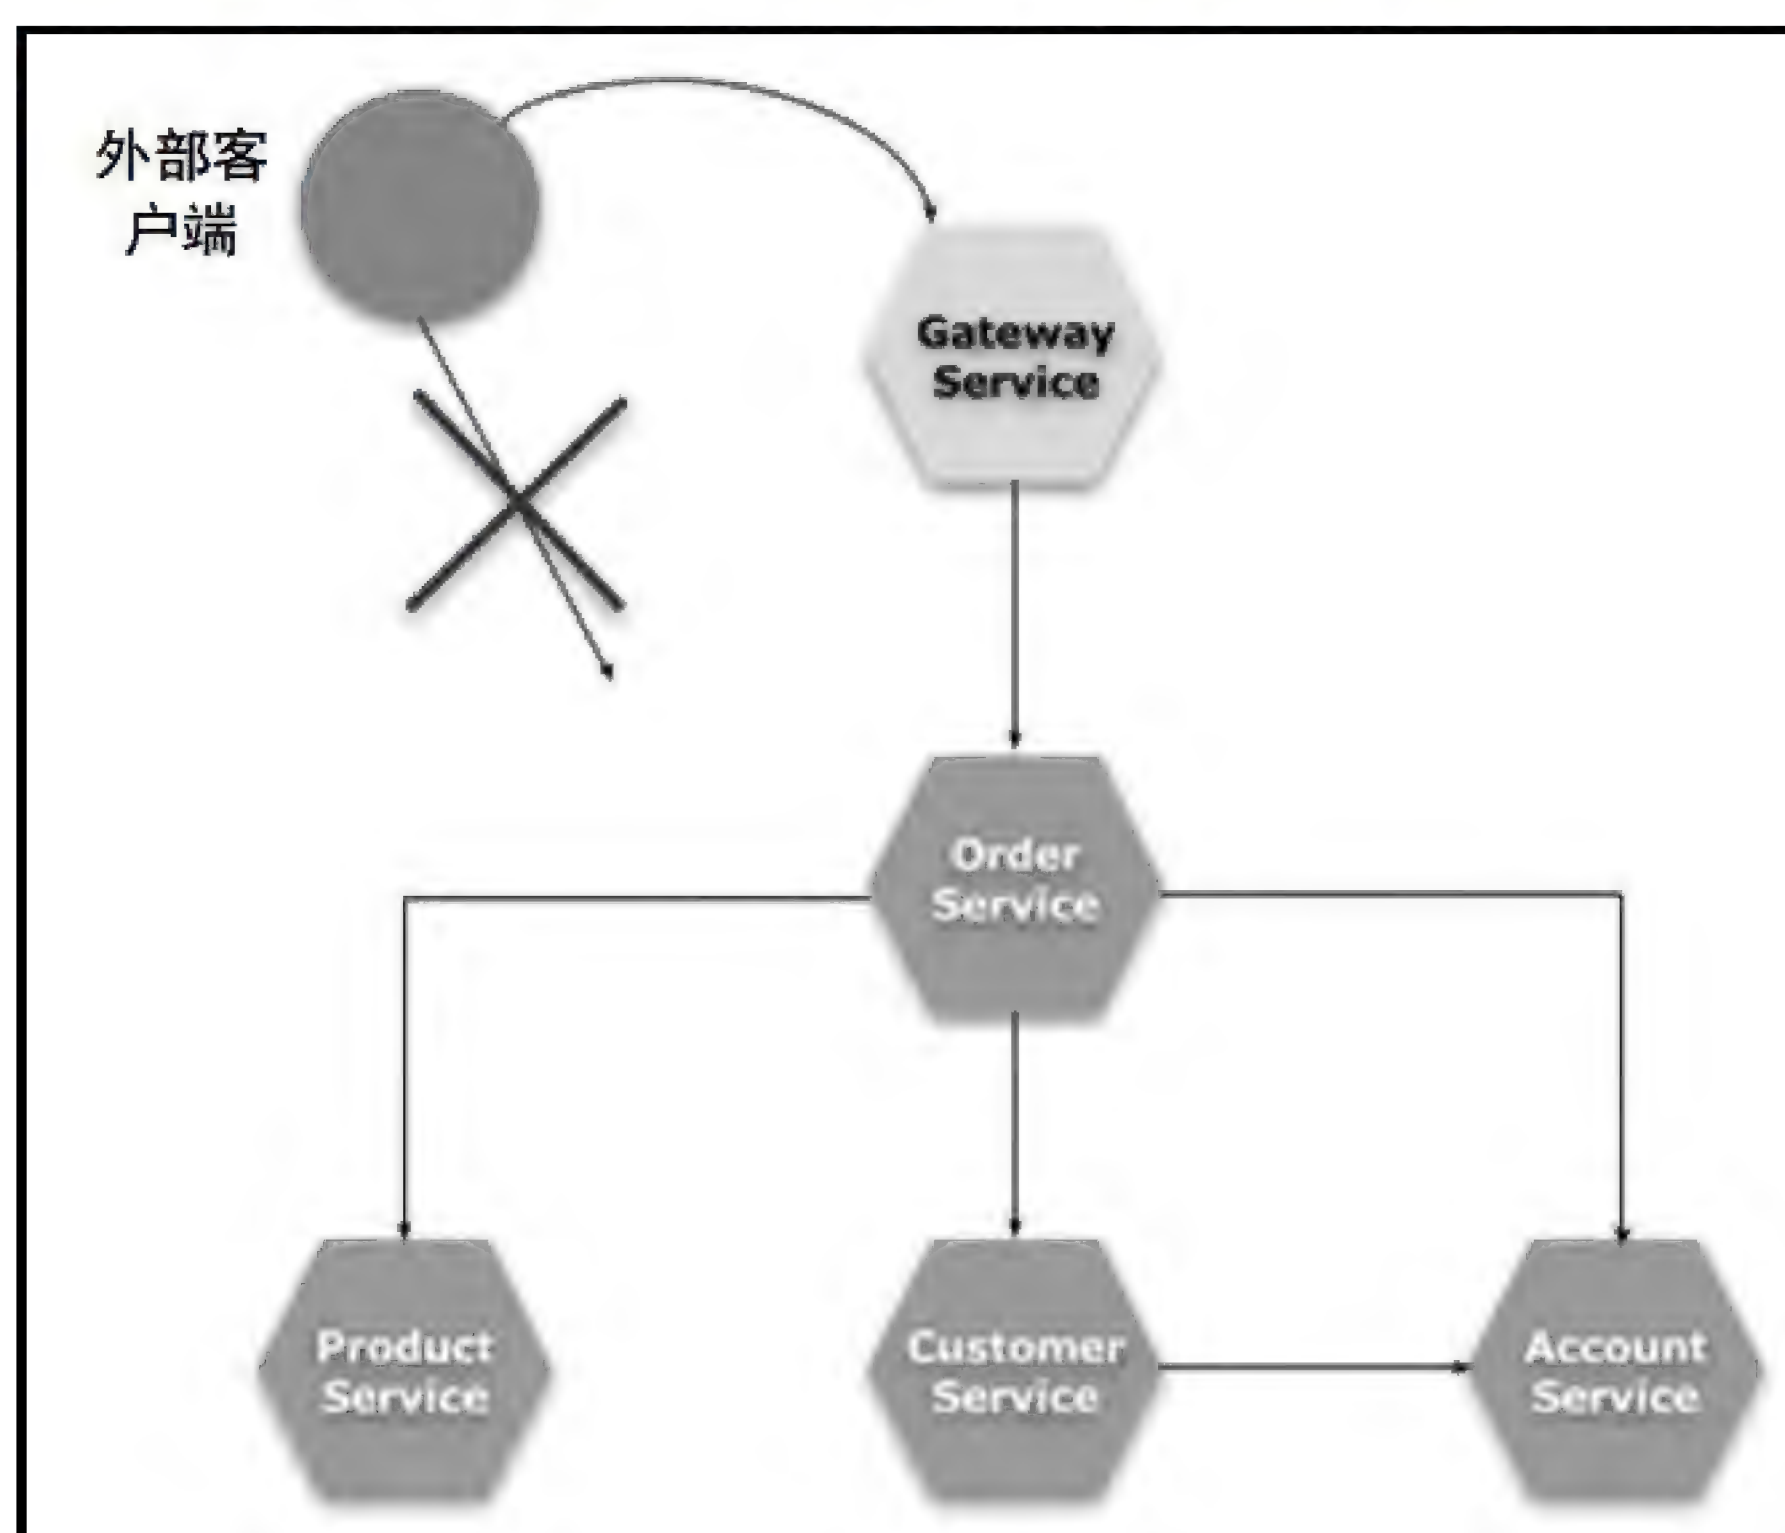 外部客
户端
Gateway
Service
Order
Service
Product
Service
Customer
Service
Account
Service